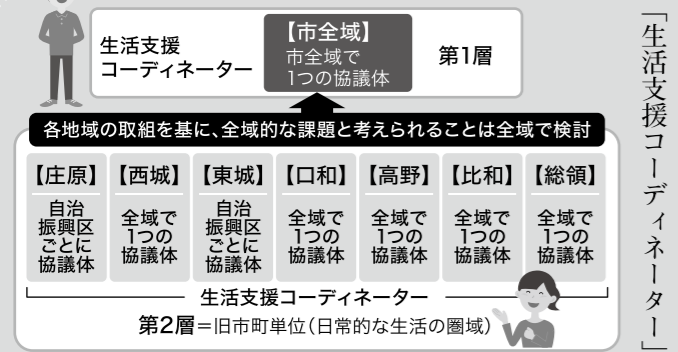 「生活支援コーディネーター」
生活支援
コーディネーター
【市全域】
市全域で
1つの協議体
第1層
各地域の取組を基に、全域的な課題と考えられることは全域で検討
【庄原】
自治
振興区
ごとに
協議体
【西城】
全域で
1つの
協議体
【東城】
自治
振興区
ごとに
協議体
【口和】
全域で
1つの
協議体
【高野】
全域で
1つの
協議体
【比和】
全域で
1つの
協議体
【総領】
全域で
1つの
協議体
生活支援コーディネーター
第2層=旧市町単位(日常的な生活の圏域)